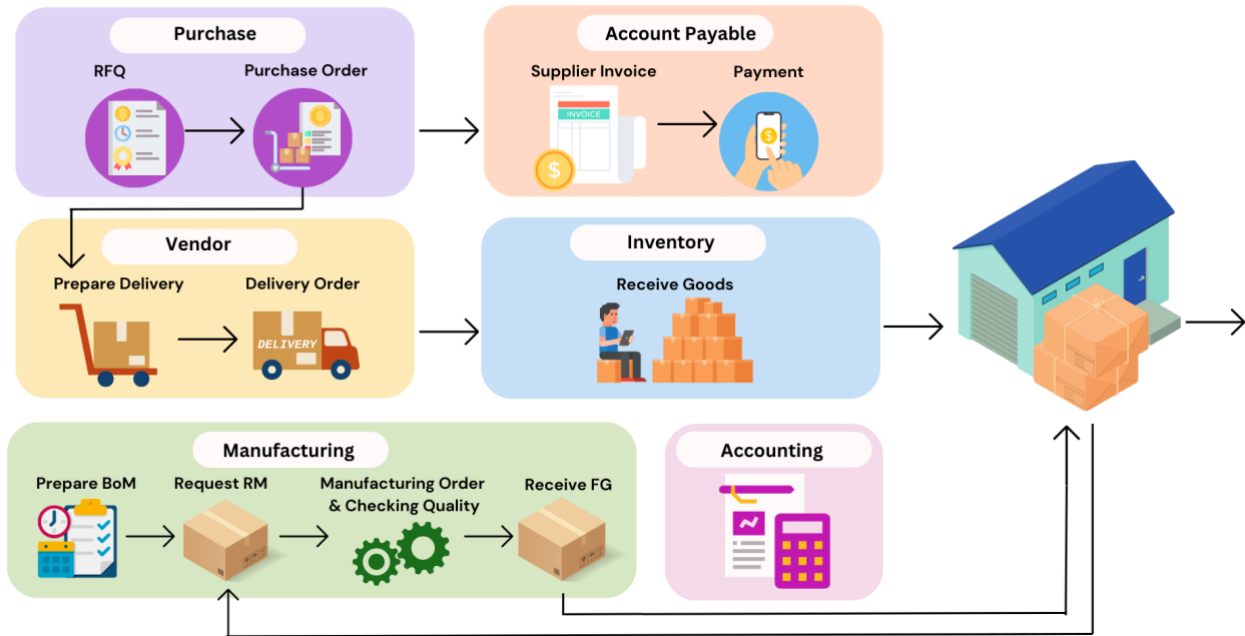 Purchase
RFQ
Purchase Order
Account Payable
Supplier Invoice
Payment
INVOICE
Vendor
Prepare Delivery
Delivery Order
DELIVERY
Inventory
Receive Goods
Manufacturing
Prepare BoM
Request RM
Manufacturing Order
& Checking Quality
Receive FG
Accounting